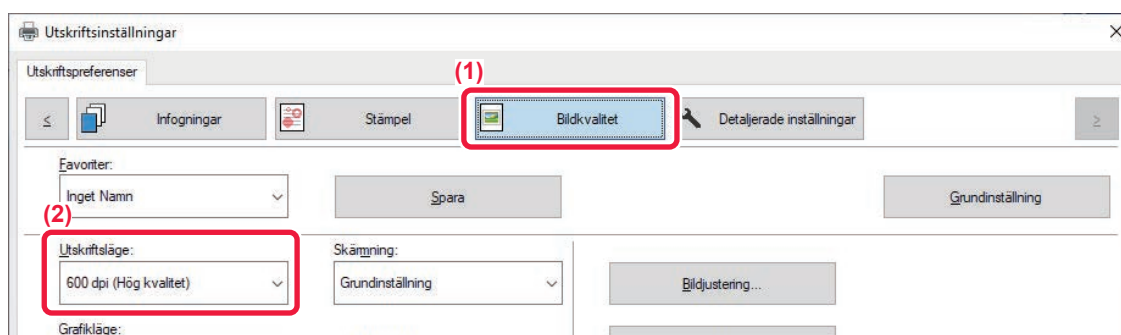 Utskriftsinställningar
Utskriftspreferenser
(1)
< Infogningar Stämpel Bildkvalitet Detaljerade inställningar >
Favoriter:
Inget Namn Spara Grundinställning
(2)
Utskriftsläge: Skärmning:
600 dpi (Hög kvalitet) Grundinställning Bildjustering...
Grafikläge: